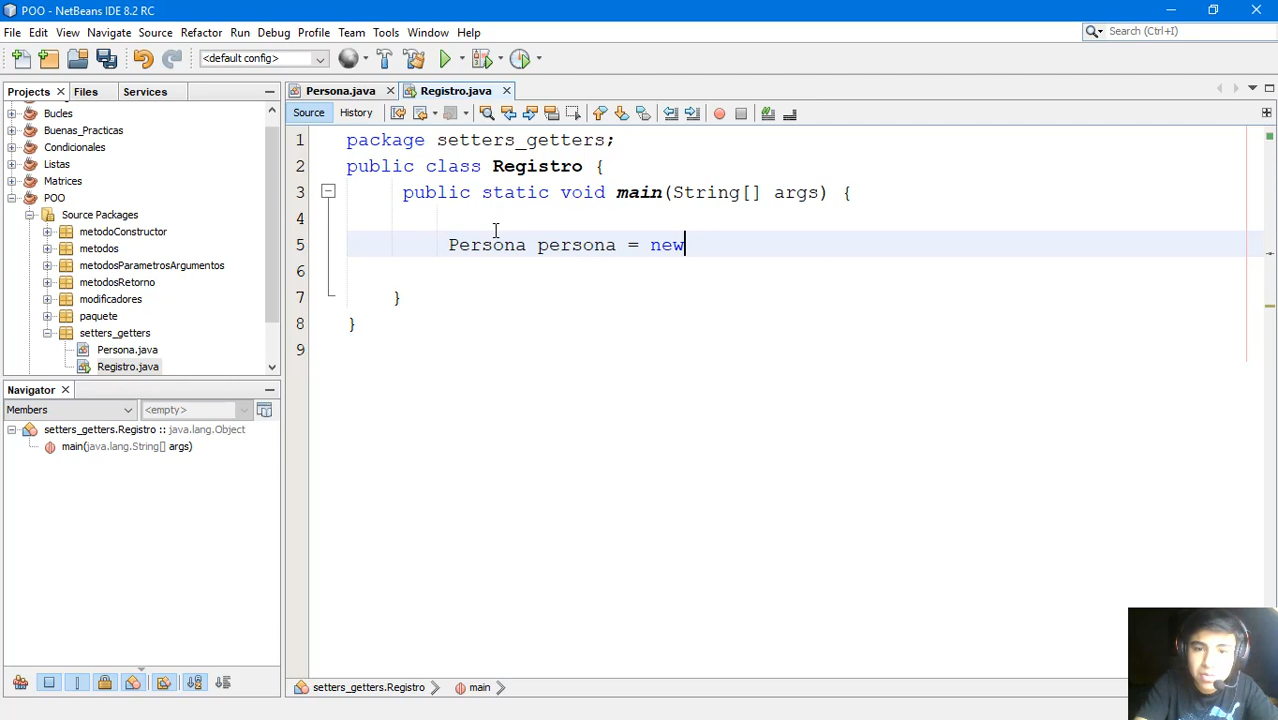 POO - NetBeans IDE 8.2 RC
File Edit View Navigate Source Refactor Run Debug Profile Team Tools Window Help
Search (Ctrl+I)
<default config>
Projects Files Services
Persona.java Registro.java
Source History
Bucles
Buenas_Practicas
Condicionales
Listas
Matrices
POO
Source Packages
metodoConstructor
metodos
metodosParametrosArgumentos
metodosRetorno
modificadores
paquete
setters_getters
Persona.java
Registro.java
1 package setters_getters;
2 public class Registro {
3 public static void main(String[] args) {
4
5 Persona persona = new
6
7 }
8 }
9
Navigator
Members <empty>
setters_getters.Registro :: java.lang.Object
main(java.lang.String[] args)
setters_getters.Registro main